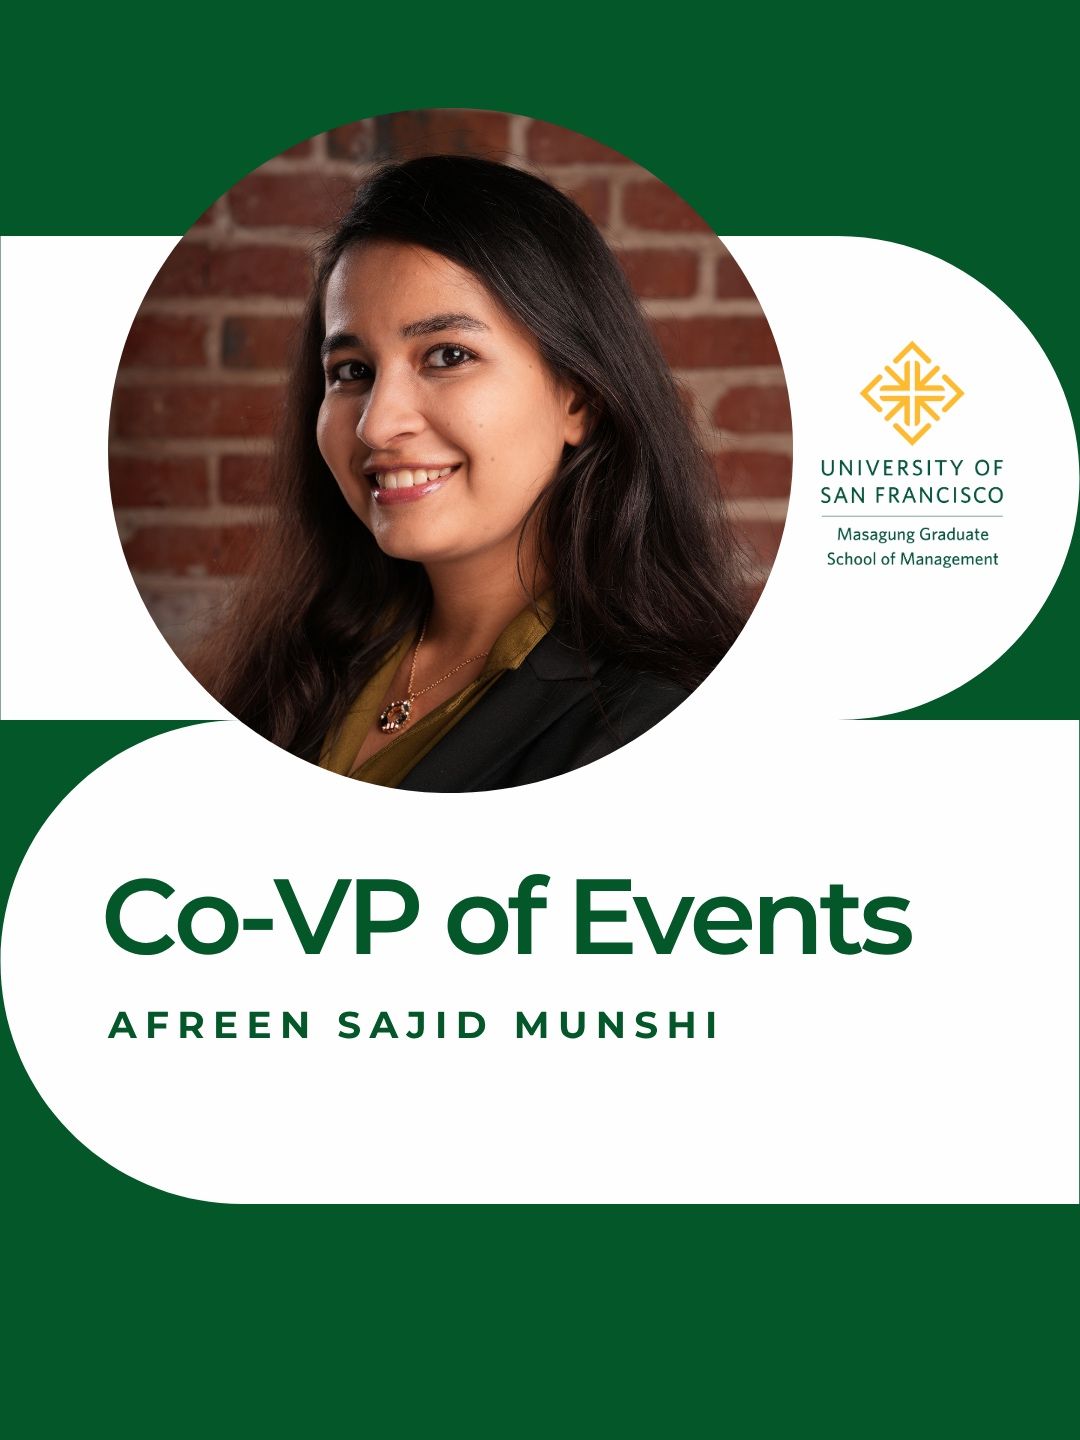 UNIVERSITY OF
SAN FRANCISCO
Masagung Graduate
School of Management
Co-VP of Events
AFREEN SAJID MUNSHI